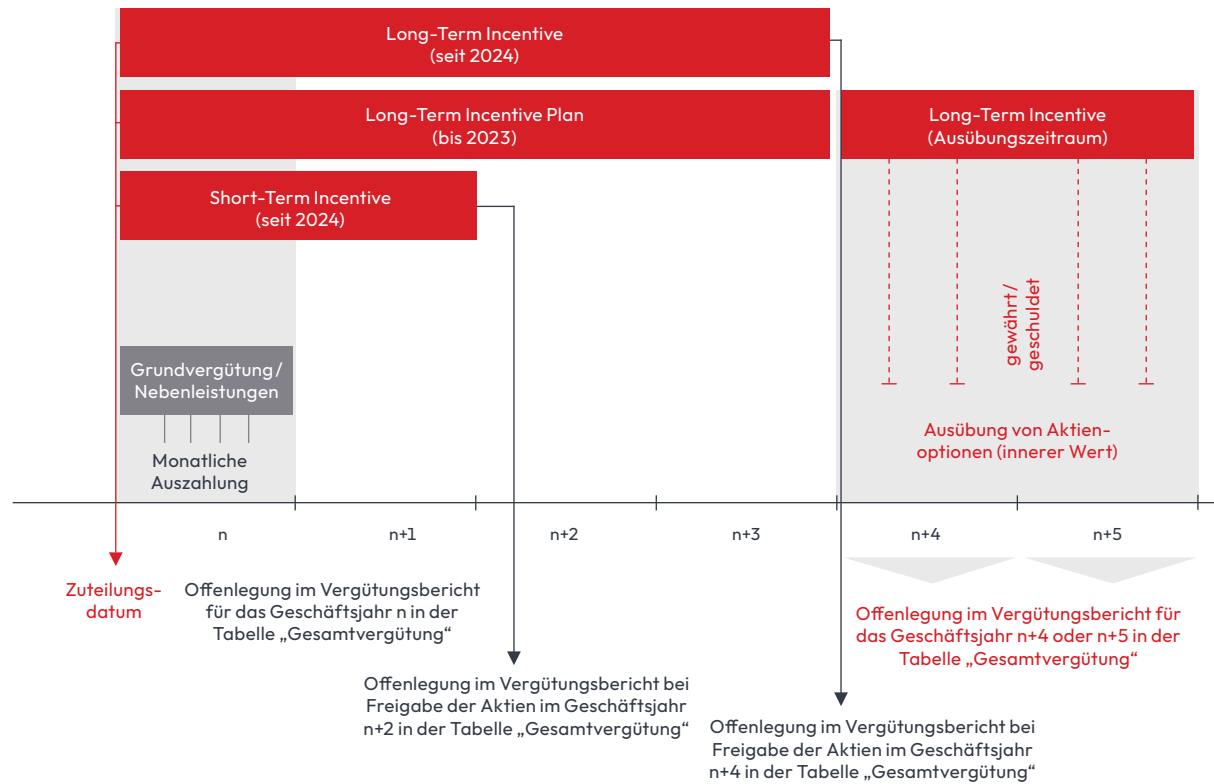 Long-Term Incentive
(seit 2024)
Long-Term Incentive Plan
(bis 2023)
Long-Term Incentive
(Ausübungszeitraum)
Short-Term Incentive
(seit 2024)
gewährt/
geschuldet
Grundvergütung/
Nebenleistungen
Ausübung von Aktien-
optionen (innerer Wert)
Monatliche
Auszahlung
n
n+1
n+2
n+3
n+4
n+5
Zuteilungs-
datum
Offenlegung im Vergütungsbericht
für das Geschäftsjahr n in der
Tabelle „Gesamtvergütung“
Offenlegung im Vergütungsbericht für
das Geschäftsjahr n+4 oder n+5 in der
Tabelle „Gesamtvergütung“
Offenlegung im Vergütungsbericht bei
Freigabe der Aktien im Geschäftsjahr
n+2 in der Tabelle „Gesamtvergütung“
Offenlegung im Vergütungsbericht bei
Freigabe der Aktien im Geschäftsjahr
n+4 in der Tabelle „Gesamtvergütung“